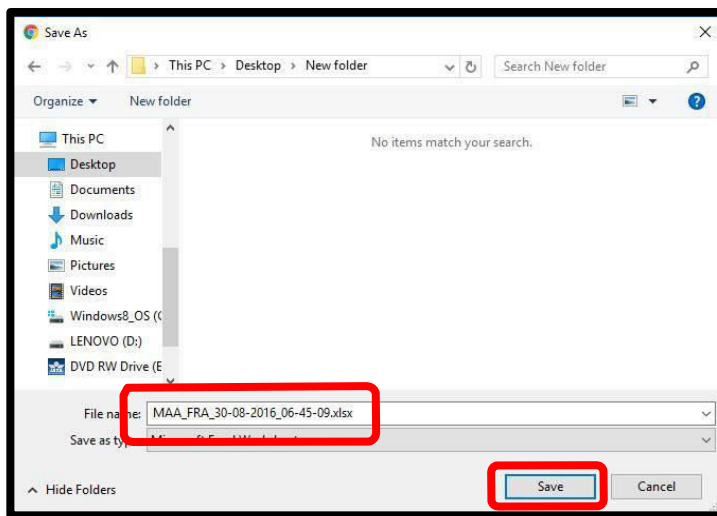 Save As
This PC > Desktop > New folder
Search New folder
Organize
New folder
This PC
No items match your search.
Desktop
Documents
Downloads
Music
Pictures
Videos
Windows8_OS (C
LENOVO (D:)
DVD RW Drive (E
File name: MAA_FRA_30-08-2016_06-45-09.xlsx
Save as typ
Hide Folders
Save
Cancel